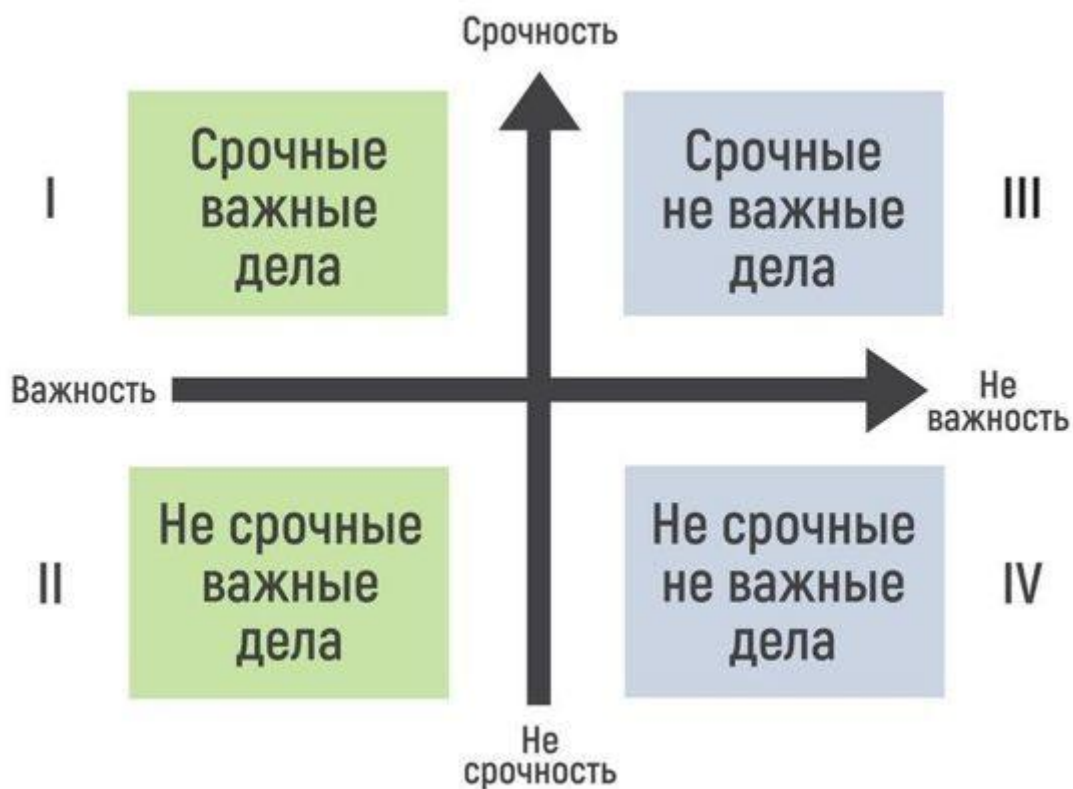 Срочность
I
Срочные
важные
дела
Срочные
не важные
дела
III
Важность
Не
важность
II
Не срочные
важные
дела
Не срочные
не важные
дела
IV
Не
срочность